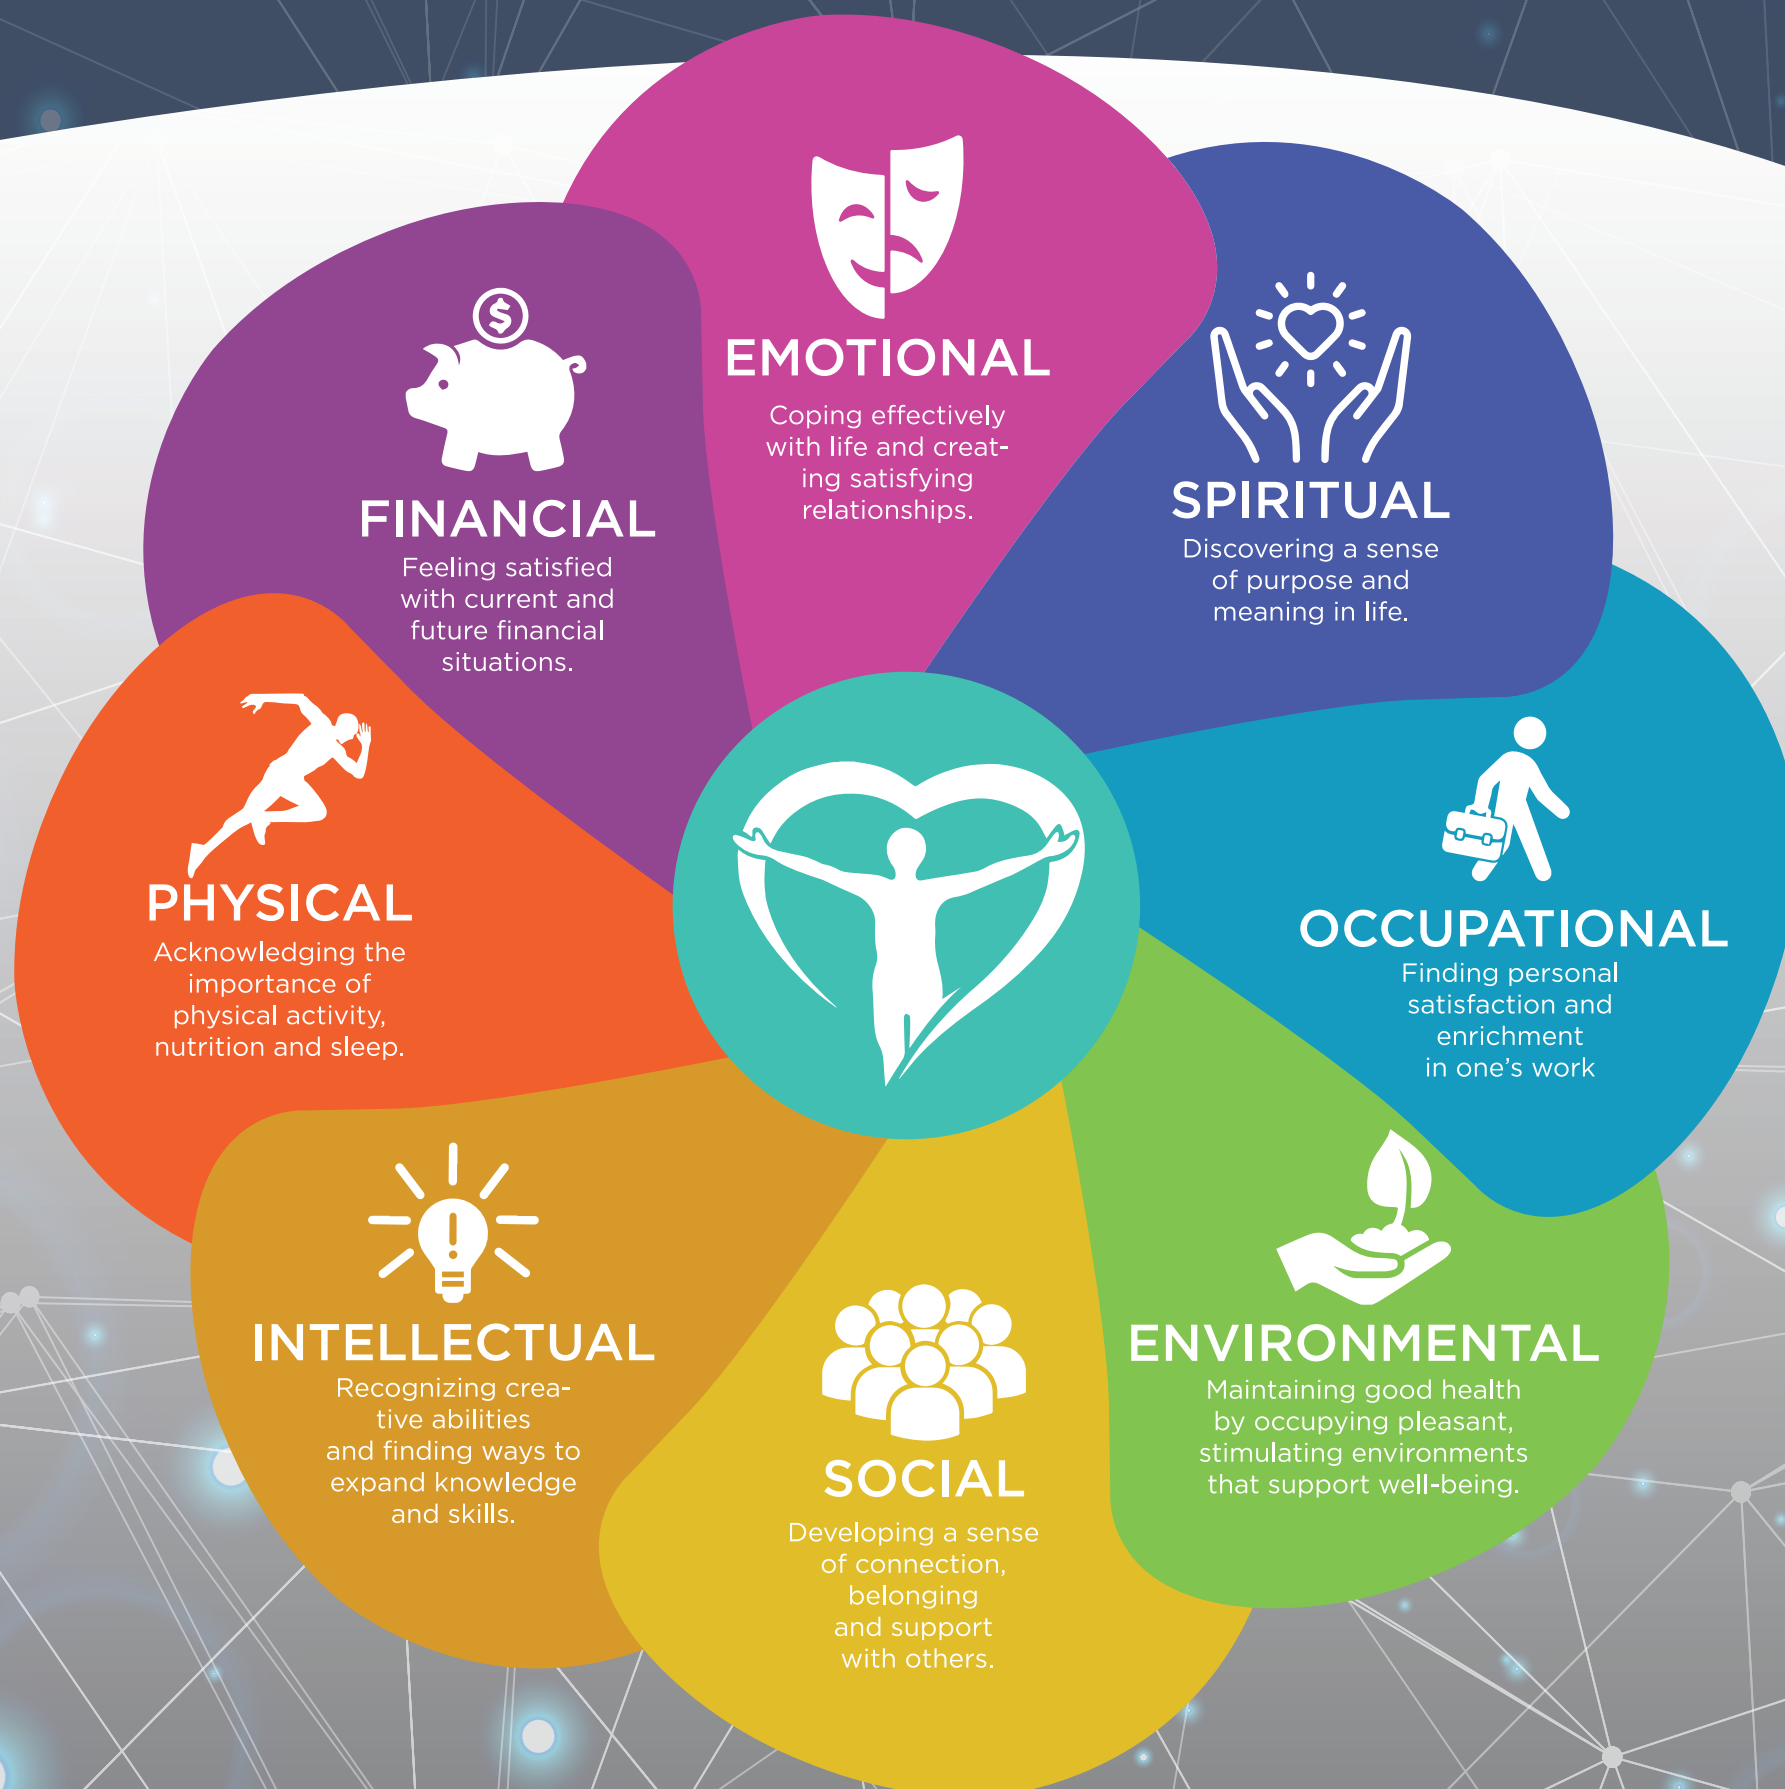 EMOTIONAL
Coping effectively
with life and creat-
ing satisfying
relationships.
SPIRITUAL
Discovering a sense
of purpose and
meaning in life.
OCCUPATIONAL
Finding personal
satisfaction and
enrichment
in one’s work
ENVIRONMENTAL
Maintaining good health
by occupying pleasant,
stimulating environments
that support well-being.
SOCIAL
Developing a sense
of connection,
belonging
and support
with others.
INTELLECTUAL
Recognizing crea-
tive abilities
and finding ways to
expand knowledge
and skills.
PHYSICAL
Acknowledging the
importance of
physical activity,
nutrition and sleep.
$
FINANCIAL
Feeling satisfied
with current and
future financial
situations.